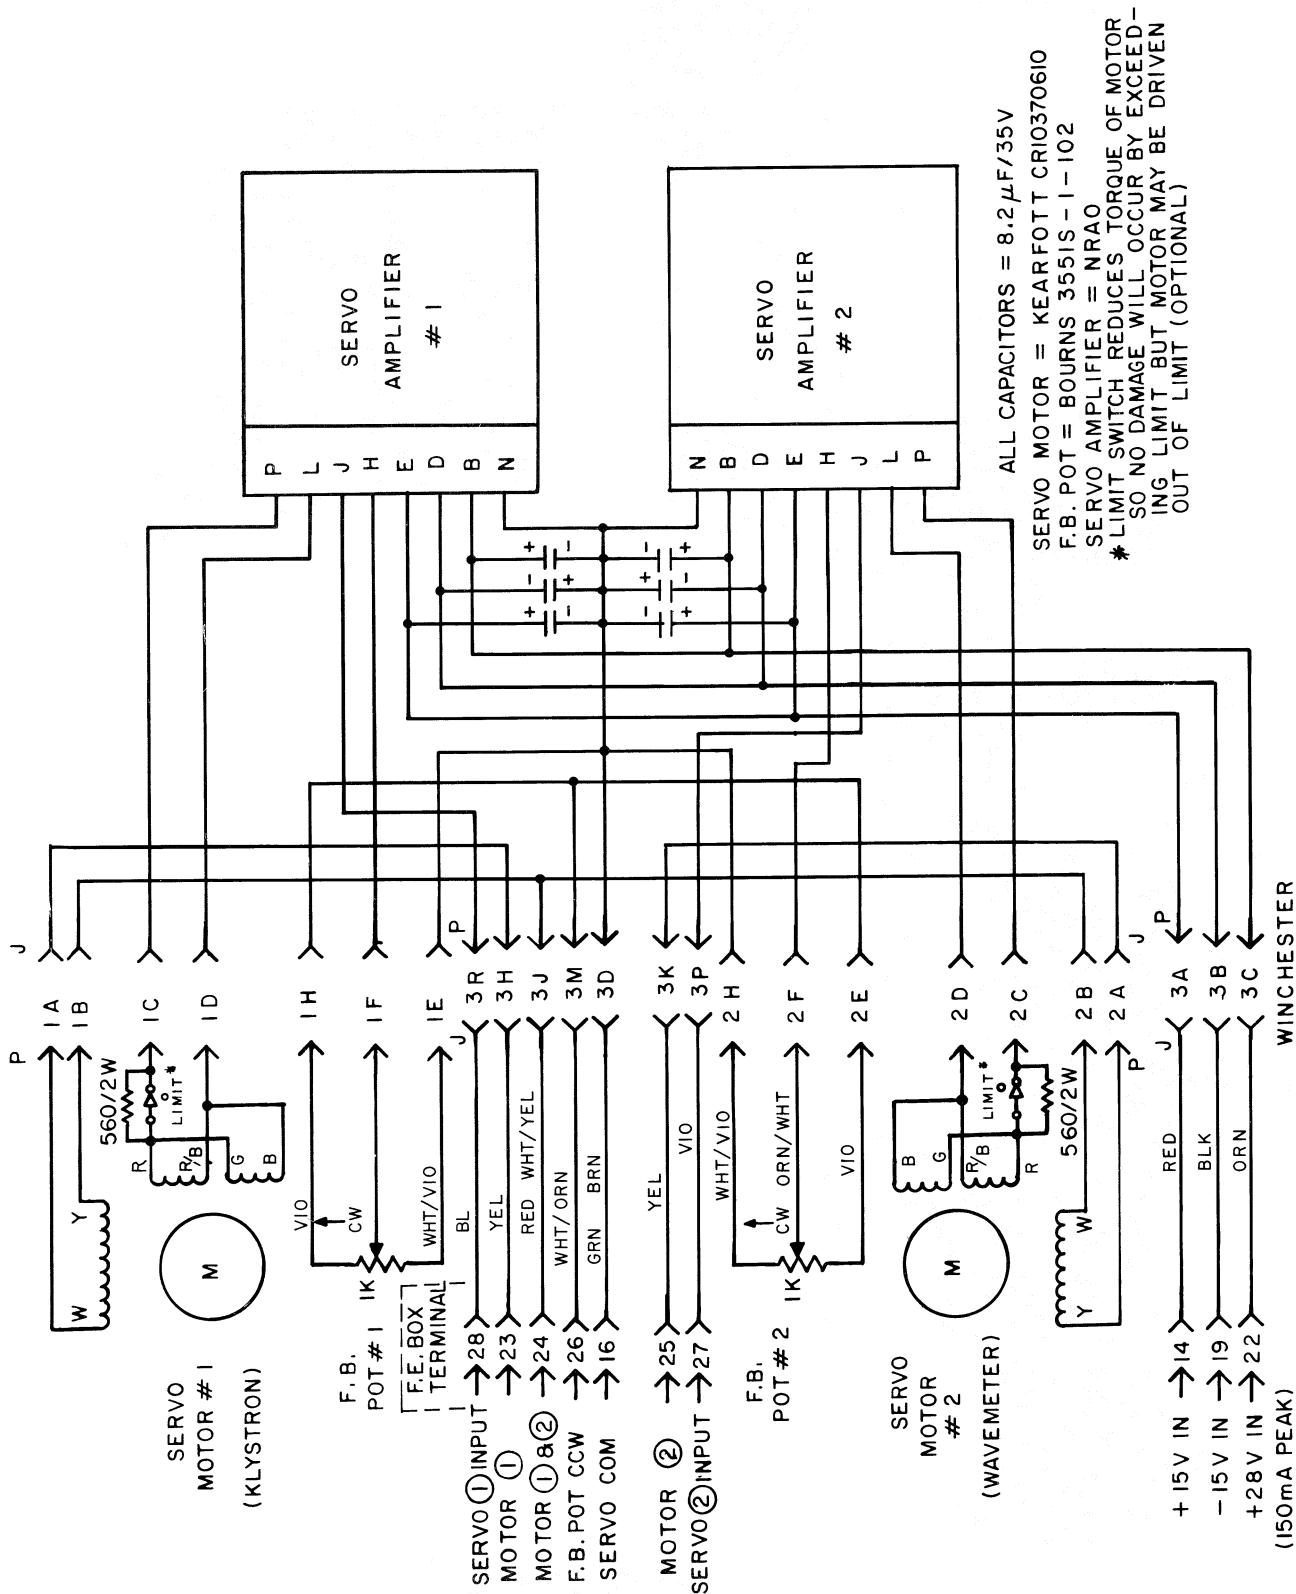 SERVO
AMPLIFIER
# 1
P
L
J
H
E
D
B
N
SERVO
AMPLIFIER
# 2
N
B
D
E
H
J
L
P
ALL CAPACITORS = 8.2 µF/35V
SERVO MOTOR = KEARFOTT CR10370610
F.B. POT = BOURNS 3551S-1-102
SERVO AMPLIFIER = NRAO
* LIMIT SWITCH REDUCES TORQUE OF MOTOR
SO NO DAMAGE WILL OCCUR BY EXCEED-
ING LIMIT BUT MOTOR MAY BE DRIVEN
OUT OF LIMIT (OPTIONAL)
+ -
- +
+ -
- +
+ -
- +
J
P
J
P
1A
1B
1C
1D
1H
1F
1E
3R
3H
3J
3M
3D
3K
3P
2H
2F
2E
2D
2C
2B
2A
3A
3B
3C
WINCHESTER
P
J
P
J
560/2W
LIMIT *
R
R/B
G
B
Y
W
M
SERVO
MOTOR # 1
(KLYSTRON)
VIO
CW
WHT/VIO
1K
F.B.
POT # 1
F.E. BOX
TERMINAL
BL
YEL
RED WHT/YEL
WHT/ORN
GRN BRN
YEL
VIO
SERVO ① INPUT → 28
MOTOR ① → 23
MOTOR ① & ② → 24
F.B. POT CCW → 26
SERVO COM → 16
MOTOR ② → 25
SERVO ② INPUT → 27
WHT/VIO
CW ORN/WHT
VIO
1K
F.B.
POT # 2
B
G
R/B
R
LIMIT *
560/2W
M
W
Y
SERVO
MOTOR
# 2
(WAVEMETER)
RED
BLK
ORN
+15V IN → 14
-15V IN → 19
+28V IN → 22
(150mA PEAK)